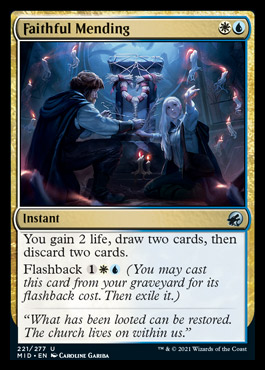 Faithful Mending
Instant
You gain 2 life, draw two cards, then
discard two cards.
Flashback 1 (You may cast
this card from your graveyard for its
flashback cost. Then exile it.)
"What has been looted can be restored.
The church lives on within us."
221/277 U
MID • EN Caroline Gariba
™ & © 2021 Wizards of the Coast